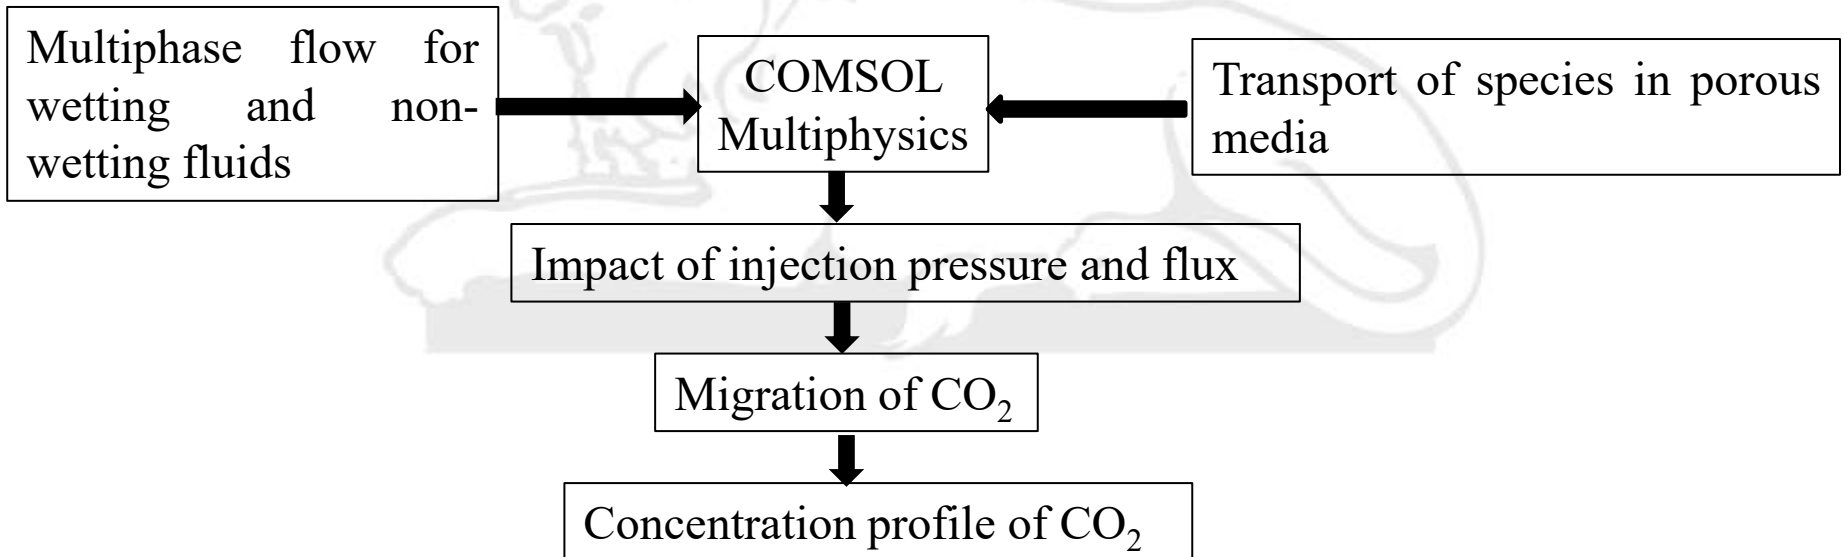 Multiphase flow for
wetting and non-
wetting fluids
COMSOL
Multiphysics
Transport of species in porous
media
Impact of injection pressure and flux
Migration of CO₂
Concentration profile of CO₂